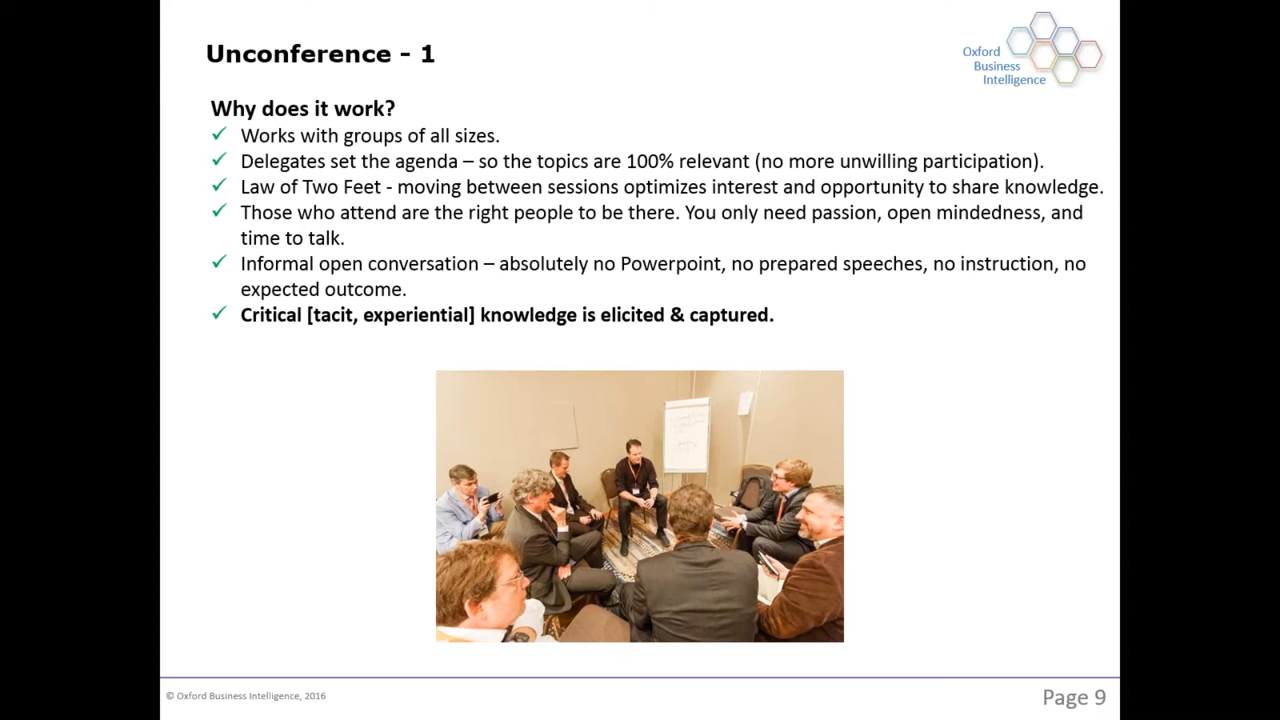 Unconference - 1
Oxford
Business
Intelligence
Why does it work?
✓ Works with groups of all sizes.
✓ Delegates set the agenda – so the topics are 100% relevant (no more unwilling participation).
✓ Law of Two Feet - moving between sessions optimizes interest and opportunity to share knowledge.
✓ Those who attend are the right people to be there. You only need passion, open mindedness, and
time to talk.
✓ Informal open conversation – absolutely no Powerpoint, no prepared speeches, no instruction, no
expected outcome.
✓ Critical [tacit, experiential] knowledge is elicited & captured.
© Oxford Business Intelligence, 2016
Page 9